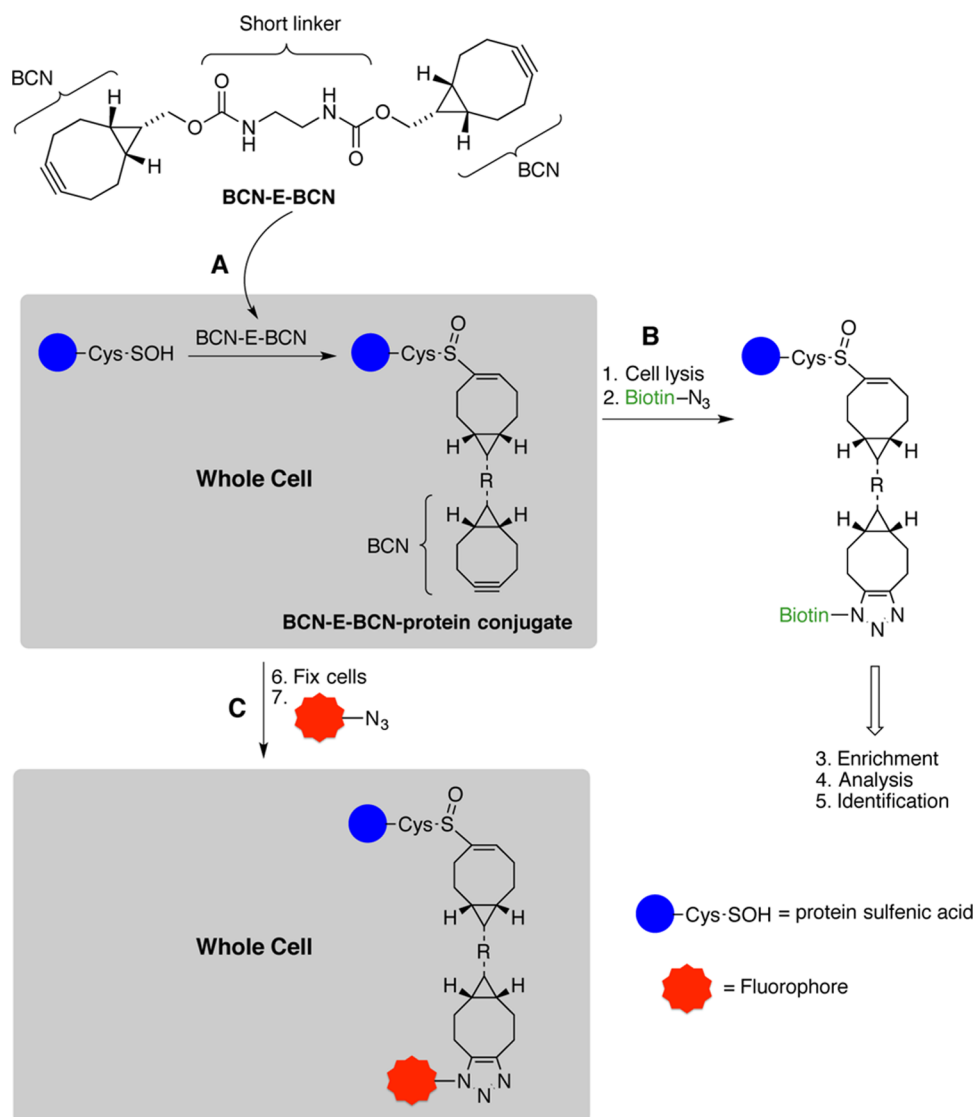 Short linker
BCN
H
O
H
N
H
O
N
H
O
O
H
H
BCN
BCN-E-BCN
A
Cys-SOH
BCN-E-BCN
Cys-S
O
H
H
R
H
H
BCN
Whole Cell
BCN-E-BCN-protein conjugate
B
1. Cell lysis
2. Biotin–N3
Cys-S
O
H
H
R
H
H
Biotin–N
N
N
3. Enrichment
4. Analysis
5. Identification
C
6. Fix cells
7.
N3
Cys-S
O
H
H
R
H
H
N
N
N
Whole Cell
Cys-SOH = protein sulfenic acid
= Fluorophore